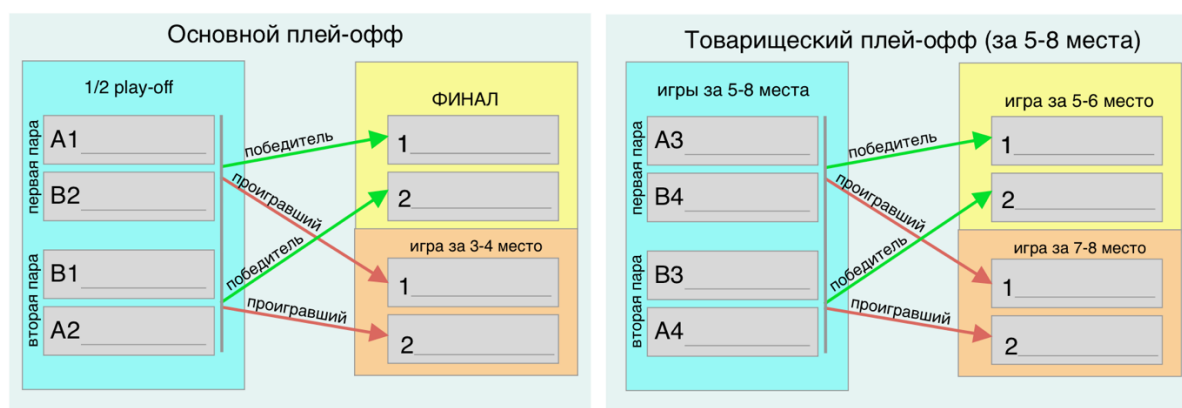 Основной плей-офф
1/2 play-off
первая пара
A1
B2
вторая пара
B1
A2
победитель
проигравший
победитель
проигравший
ФИНАЛ
1
2
игра за 3-4 место
1
2
Товарищеский плей-офф (за 5-8 места)
игры за 5-8 места
первая пара
A3
B4
вторая пара
B3
A4
победитель
проигравший
победитель
проигравший
игра за 5-6 место
1
2
игра за 7-8 место
1
2